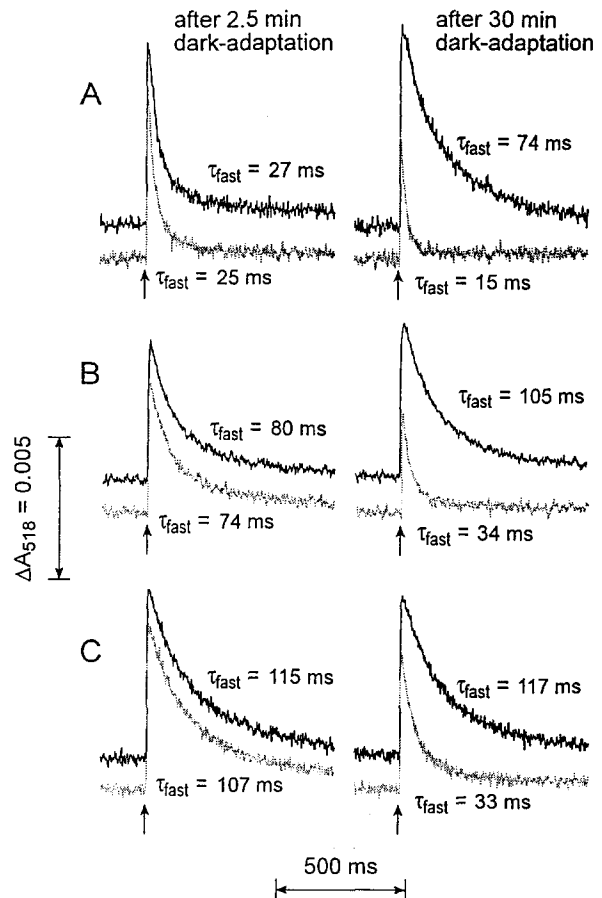 after 2.5 min
dark-adaptation
after 30 min
dark-adaptation
A
τfast = 27 ms
τfast = 25 ms
τfast = 74 ms
τfast = 15 ms
B
τfast = 80 ms
τfast = 74 ms
τfast = 105 ms
τfast = 34 ms
ΔA518 = 0.005
C
τfast = 115 ms
τfast = 107 ms
τfast = 117 ms
τfast = 33 ms
500 ms